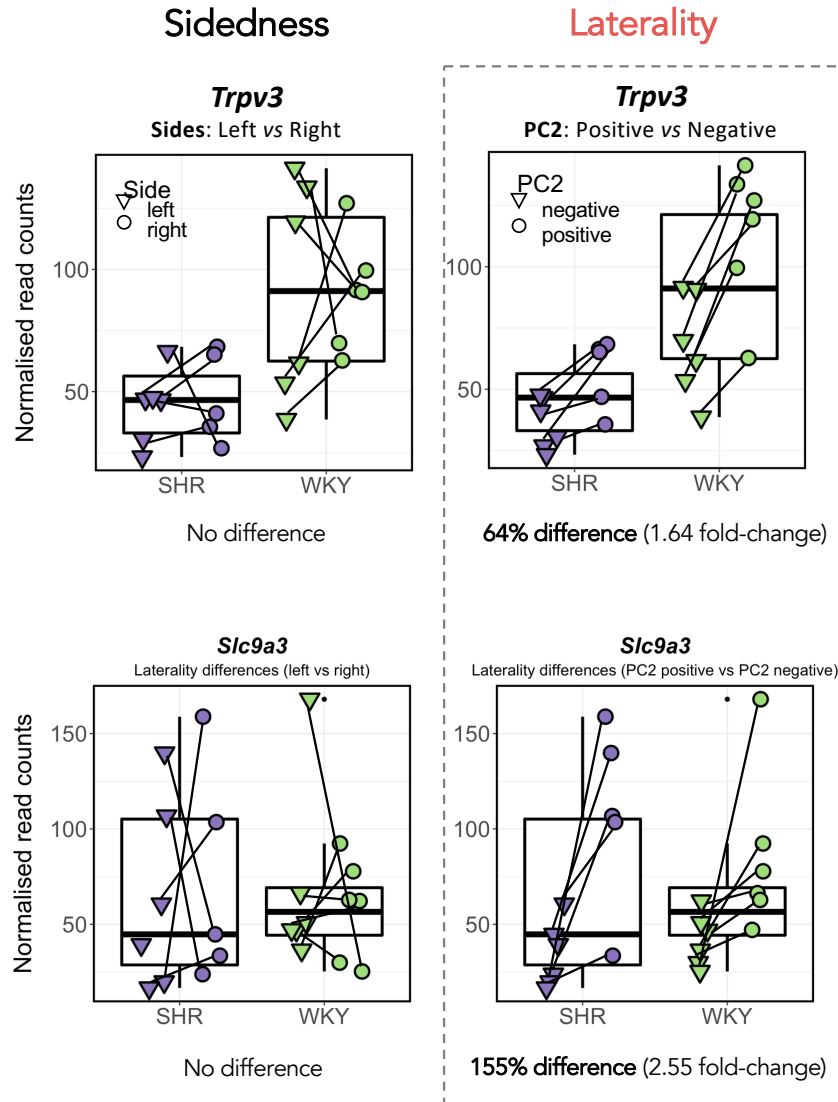 Sidedness
Trpv3
Sides: Left vs Right
Side
left
right
Normalised read counts
100
50
SHR
WKY
No difference
Laterality
Trpv3
PC2: Positive vs Negative
PC2
negative
positive
100
50
SHR
WKY
64% difference (1.64 fold-change)
Slc9a3
Laterality differences (left vs right)
Normalised read counts
150
100
50
SHR
WKY
No difference
Slc9a3
Laterality differences (PC2 positive vs PC2 negative)
150
100
50
SHR
WKY
155% difference (2.55 fold-change)